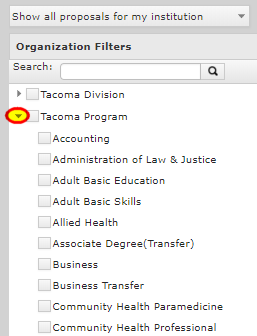 Show all proposals for my institution
Organization Filters
Search:
Tacoma Division
Tacoma Program
Accounting
Administration of Law & Justice
Adult Basic Education
Adult Basic Skills
Allied Health
Associate Degree(Transfer)
Business
Business Transfer
Community Health Paramedicine
Community Health Professional